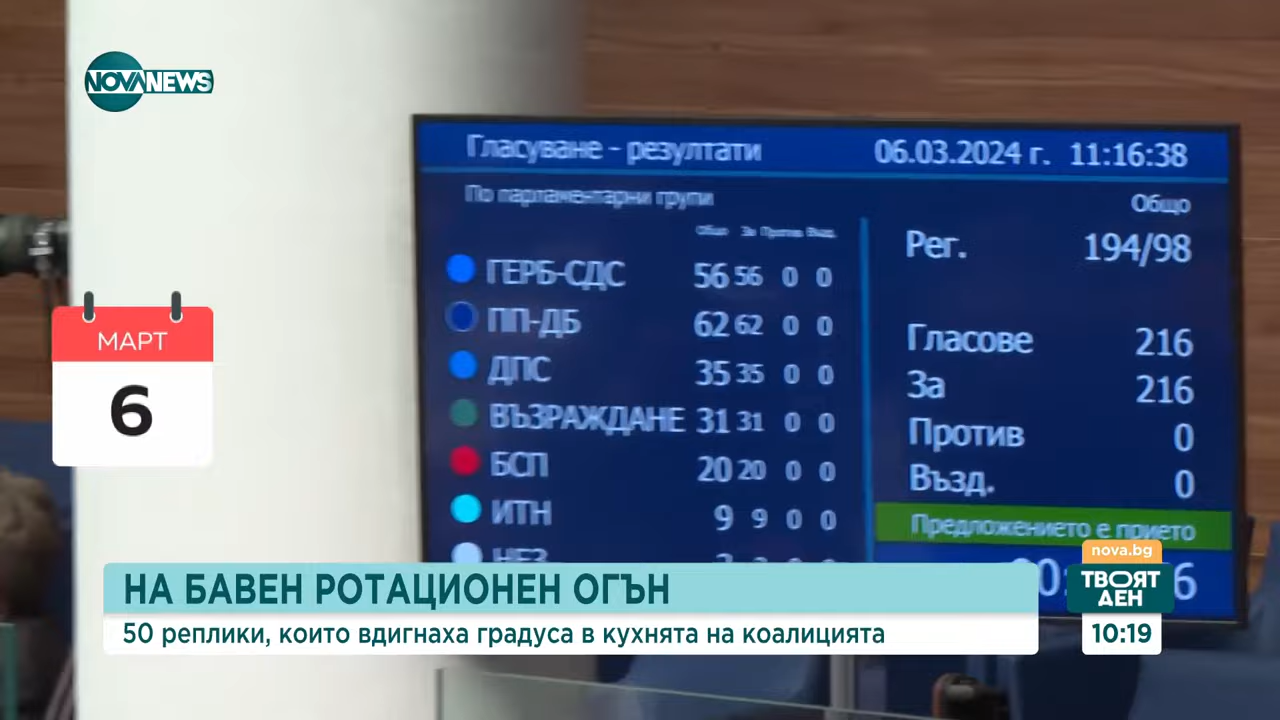 NOVANEWS
Гласуване - резултати
06.03.2024 г. 11:16:38
По парламентарни групи
Общо За Против Възд.
ГЕРБ-СДС 56 56 0 0
ПП-ДБ 62 62 0 0
ДПС 35 35 0 0
ВЪЗРАЖДАНЕ 31 31 0 0
БСП 20 20 0 0
ИТН 9 9 0 0
Общо
Рег. 194/98
Гласове 216
За 216
Против 0
Възд. 0
Предложението е прието
МАРТ
6
НА БАВЕН РОТАЦИОНЕН ОГЪН
50 реплики, които вдигнаха градуса в кухнята на коалицията
nova.bg
ТВОЯТ
ДЕН
10:19